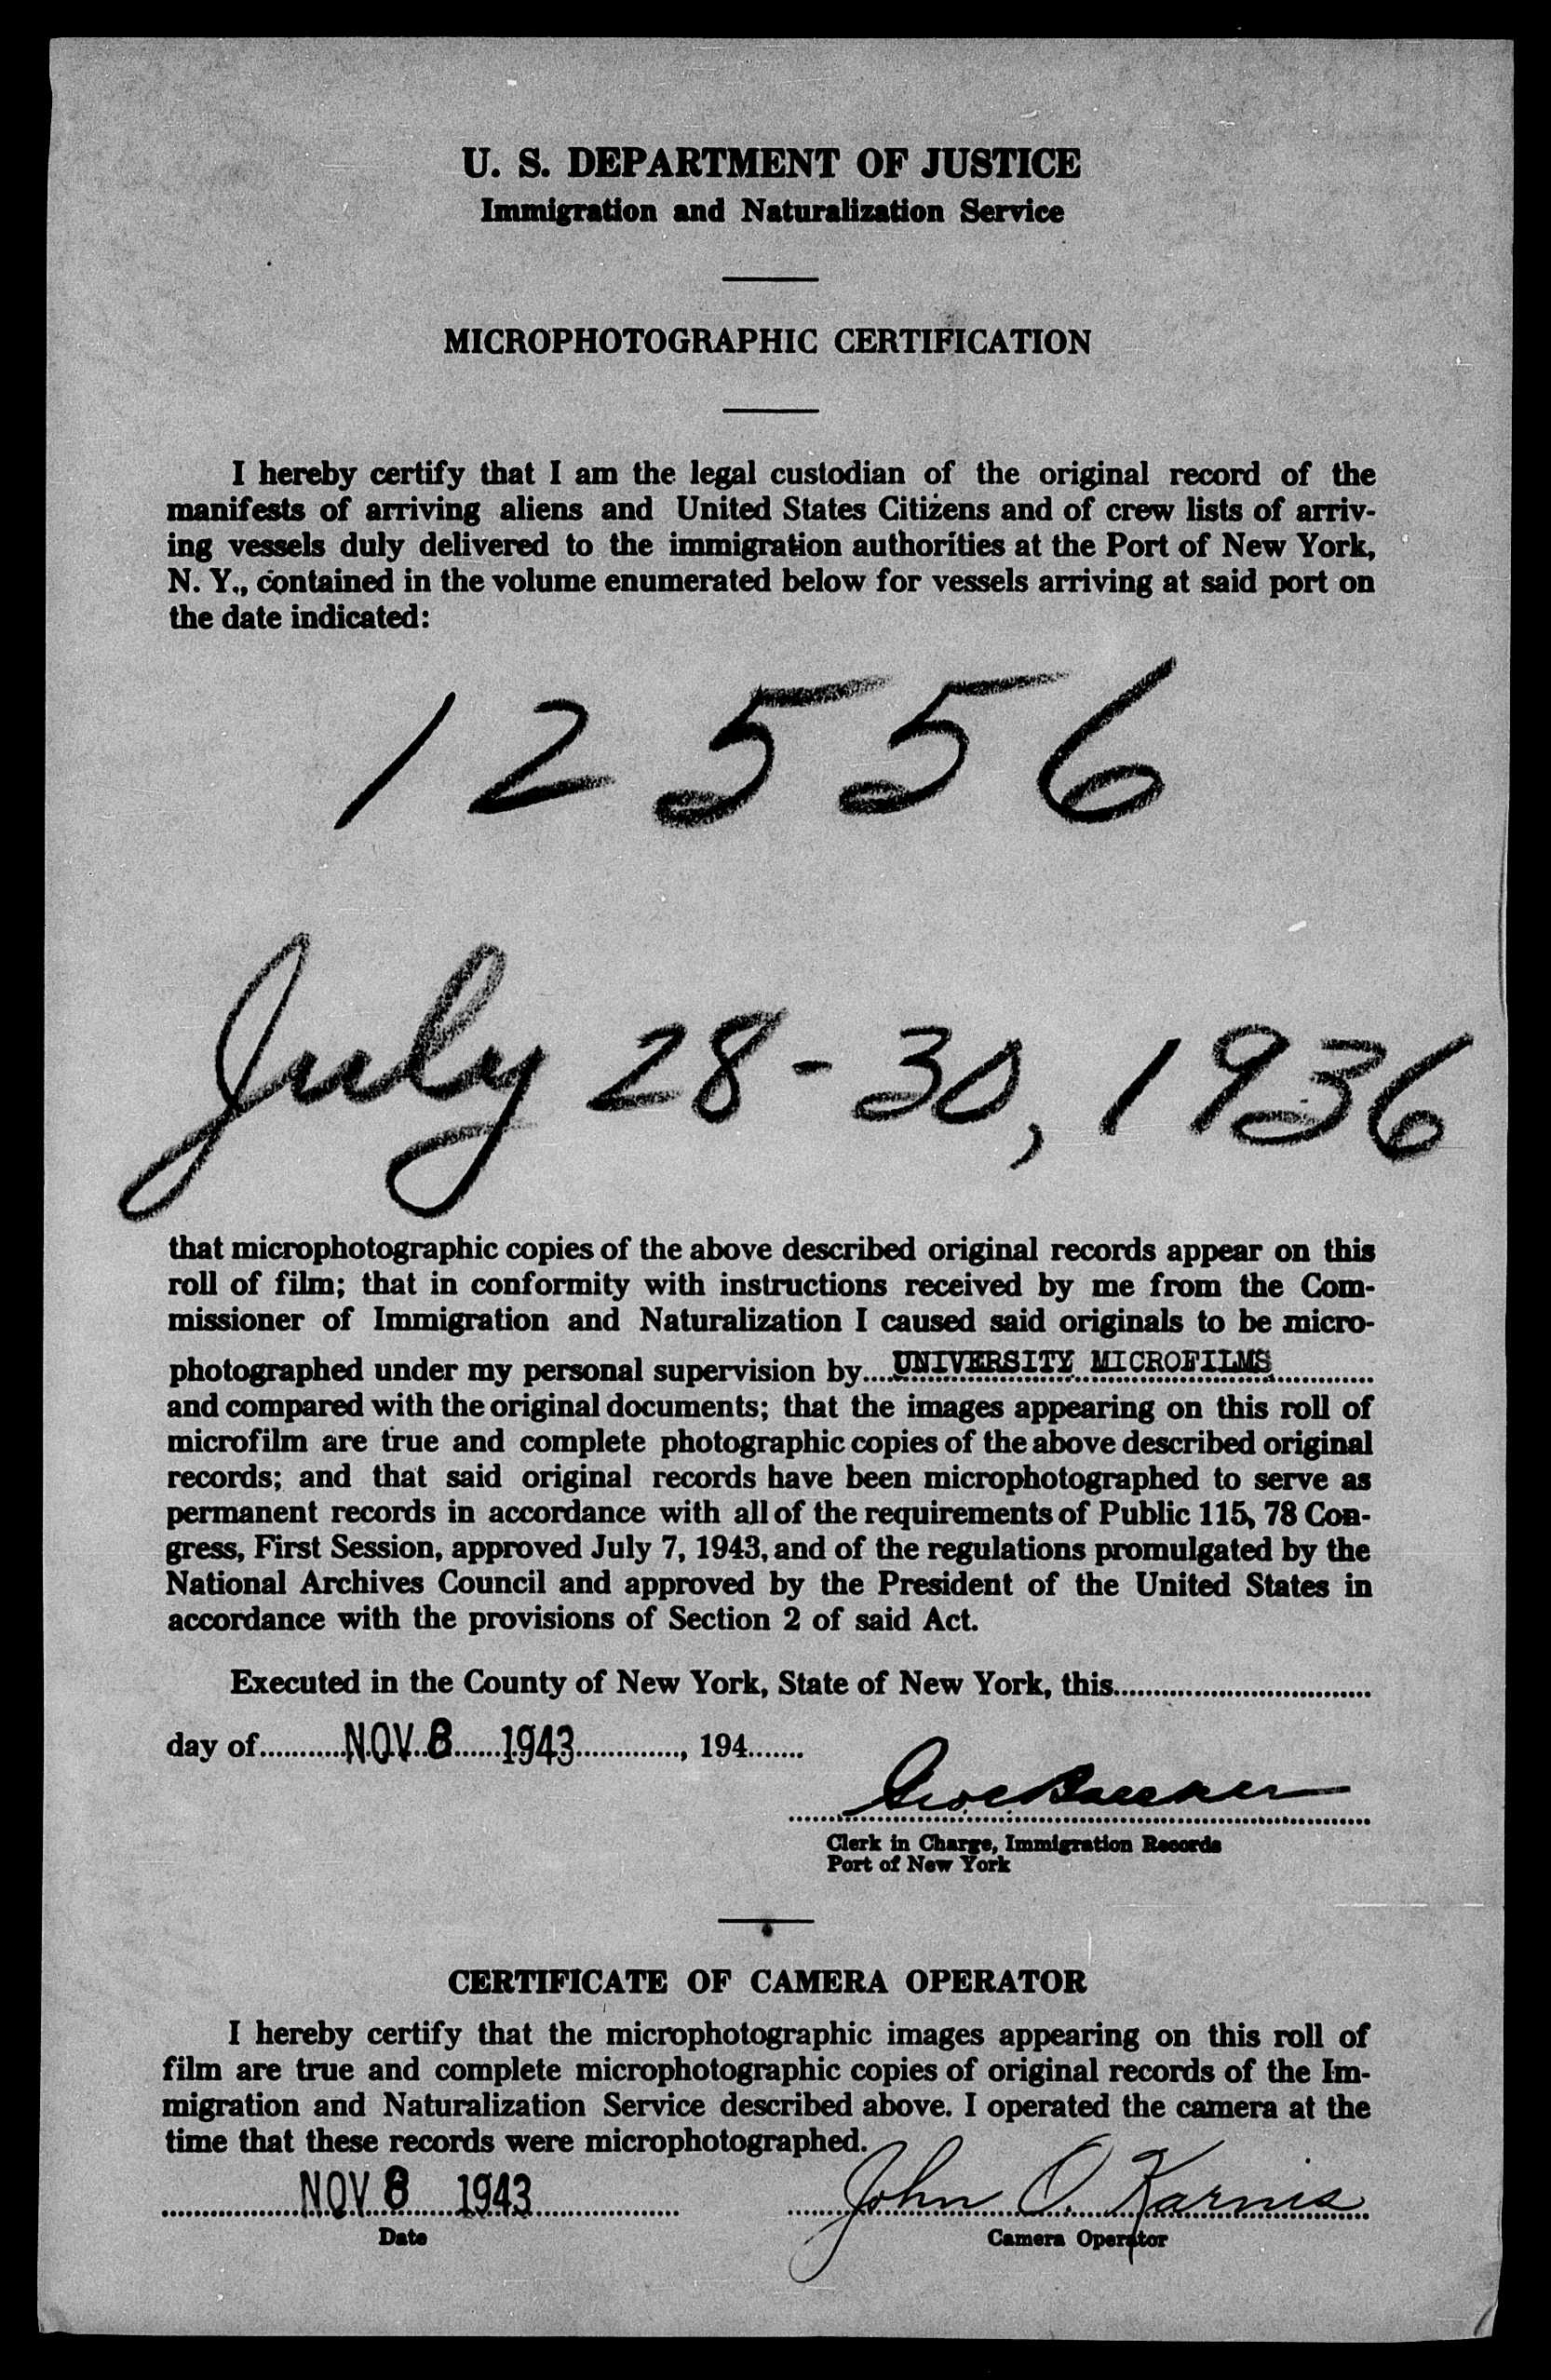 U. S. DEPARTMENT OF JUSTICE
Immigration and Naturalization Service
MICROPHOTOGRAPHIC CERTIFICATION
I hereby certify that I am the legal custodian of the original record of the
manifests of arriving aliens and United States Citizens and of crew lists of arriv-
ing vessels duly delivered to the immigration authorities at the Port of New York,
N. Y., contained in the volume enumerated below for vessels arriving at said port on
the date indicated:
12556
July 28-30, 1936
that microphotographic copies of the above described original records appear on this
roll of film; that in conformity with instructions received by me from the Com-
missioner of Immigration and Naturalization I caused said originals to be micro-
photographed under my personal supervision by....UNIVERSITY MICROFILMS............
and compared with the original documents; that the images appearing on this roll of
microfilm are true and complete photographic copies of the above described original
records; and that said original records have been microphotographed to serve as
permanent records in accordance with all of the requirements of Public 115, 78 Con-
gress, First Session, approved July 7, 1943, and of the regulations promulgated by the
National Archives Council and approved by the President of the United States in
accordance with the provisions of Section 2 of said Act.
Executed in the County of New York, State of New York, this................................
day of...........NOV 8 1943............., 194.......
Clerk in Charge, Immigration Records
Port of New York
CERTIFICATE OF CAMERA OPERATOR
I hereby certify that the microphotographic images appearing on this roll of
film are true and complete microphotographic copies of original records of the Im-
migration and Naturalization Service described above. I operated the camera at the
time that these records were microphotographed.
NOV 8 1943 John O. Karnis
Date Camera Operator